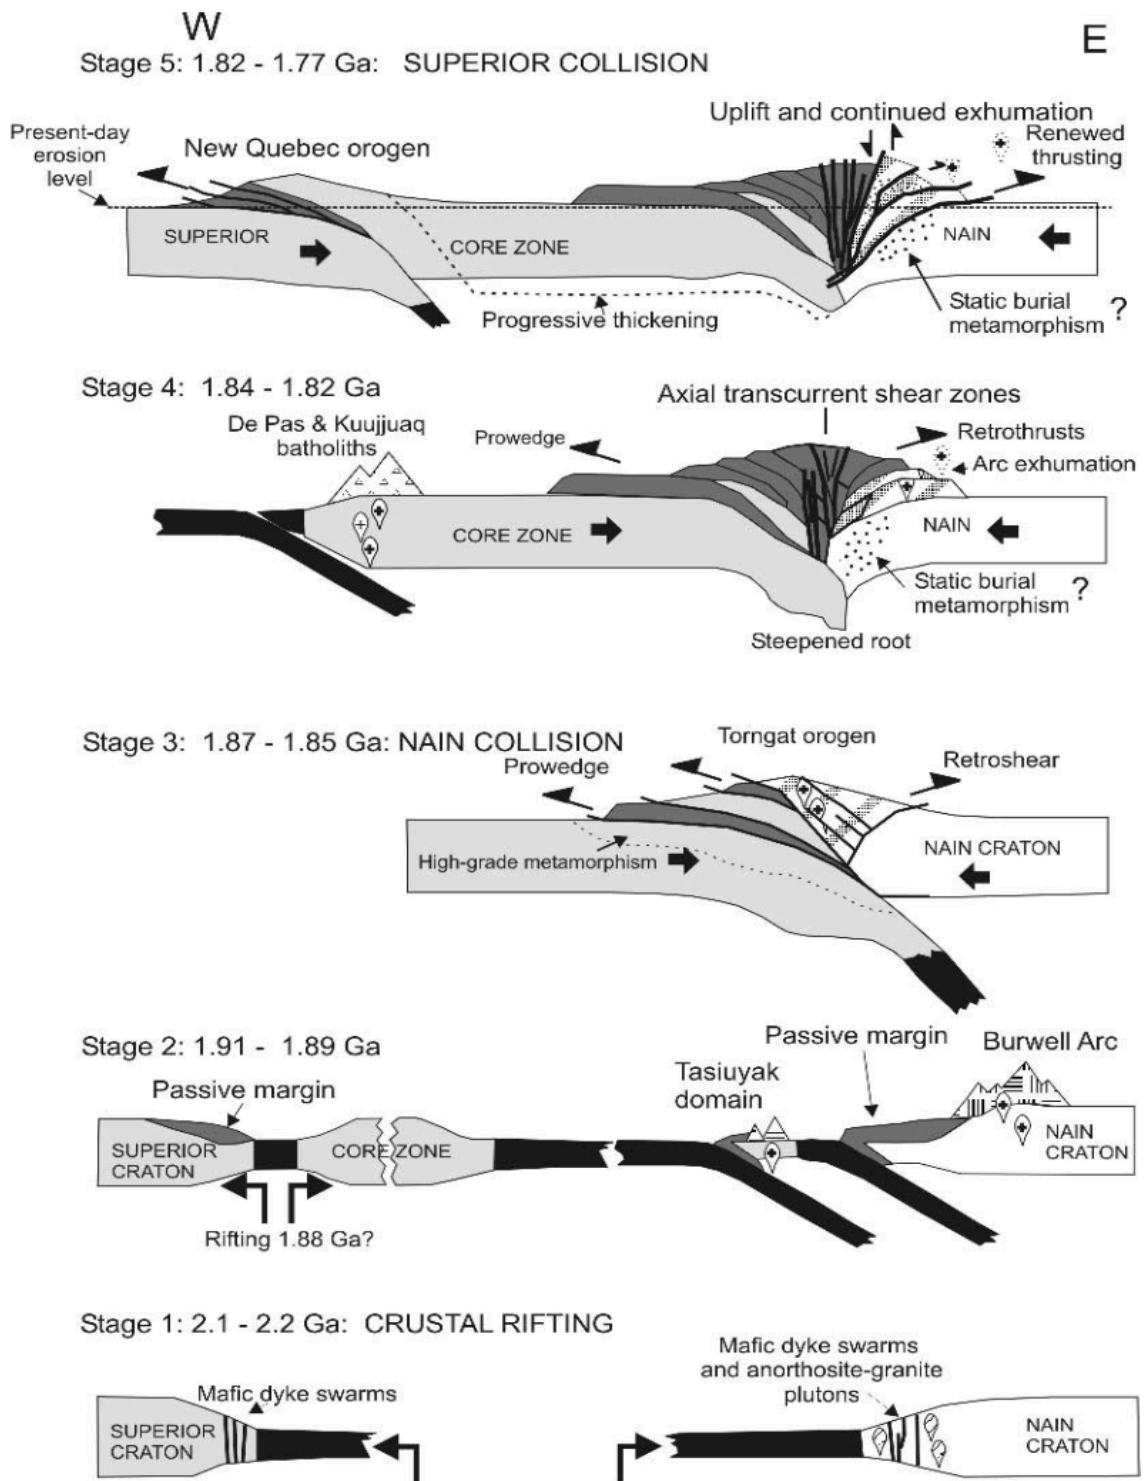 W
E
Stage 5: 1.82 - 1.77 Ga: SUPERIOR COLLISION
Uplift and continued exhumation
Present-day
erosion
level
New Quebec orogen
Renewed
thrusting
SUPERIOR
CORE ZONE
NAIN
Progressive thickening
Static burial
metamorphism ?
Stage 4: 1.84 - 1.82 Ga
Axial transcurrent shear zones
De Pas & Kuujjuaq
batholiths
Prowedge
Retrothrusts
Arc exhumation
CORE ZONE
NAIN
Static burial
metamorphism ?
Steepened root
Stage 3: 1.87 - 1.85 Ga: NAIN COLLISION
Torngat orogen
Prowedge
Retroshear
High-grade metamorphism
NAIN CRATON
Stage 2: 1.91 - 1.89 Ga
Passive margin
Burwell Arc
Passive margin
Tasiuyak
domain
SUPERIOR
CRATON
CORE ZONE
NAIN
CRATON
Rifting 1.88 Ga?
Stage 1: 2.1 - 2.2 Ga: CRUSTAL RIFTING
Mafic dyke swarms
and anorthosite-granite
plutons
Mafic dyke swarms
SUPERIOR
CRATON
NAIN
CRATON